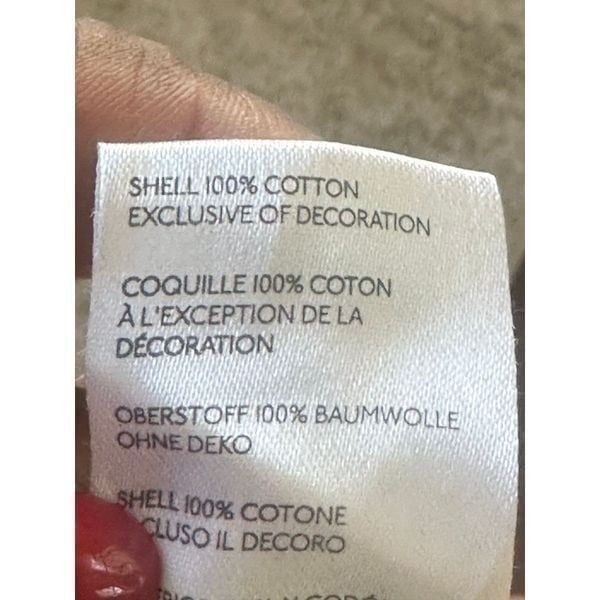 SHELL 100% COTTON
EXCLUSIVE OF DECORATION
COQUILLE 100% COTON
À L'EXCEPTION DE LA
DÉCORATION
OBERSTOFF 100% BAUMWOLLE
OHNE DEKO
SHELL 100% COTONE
IL DECORO